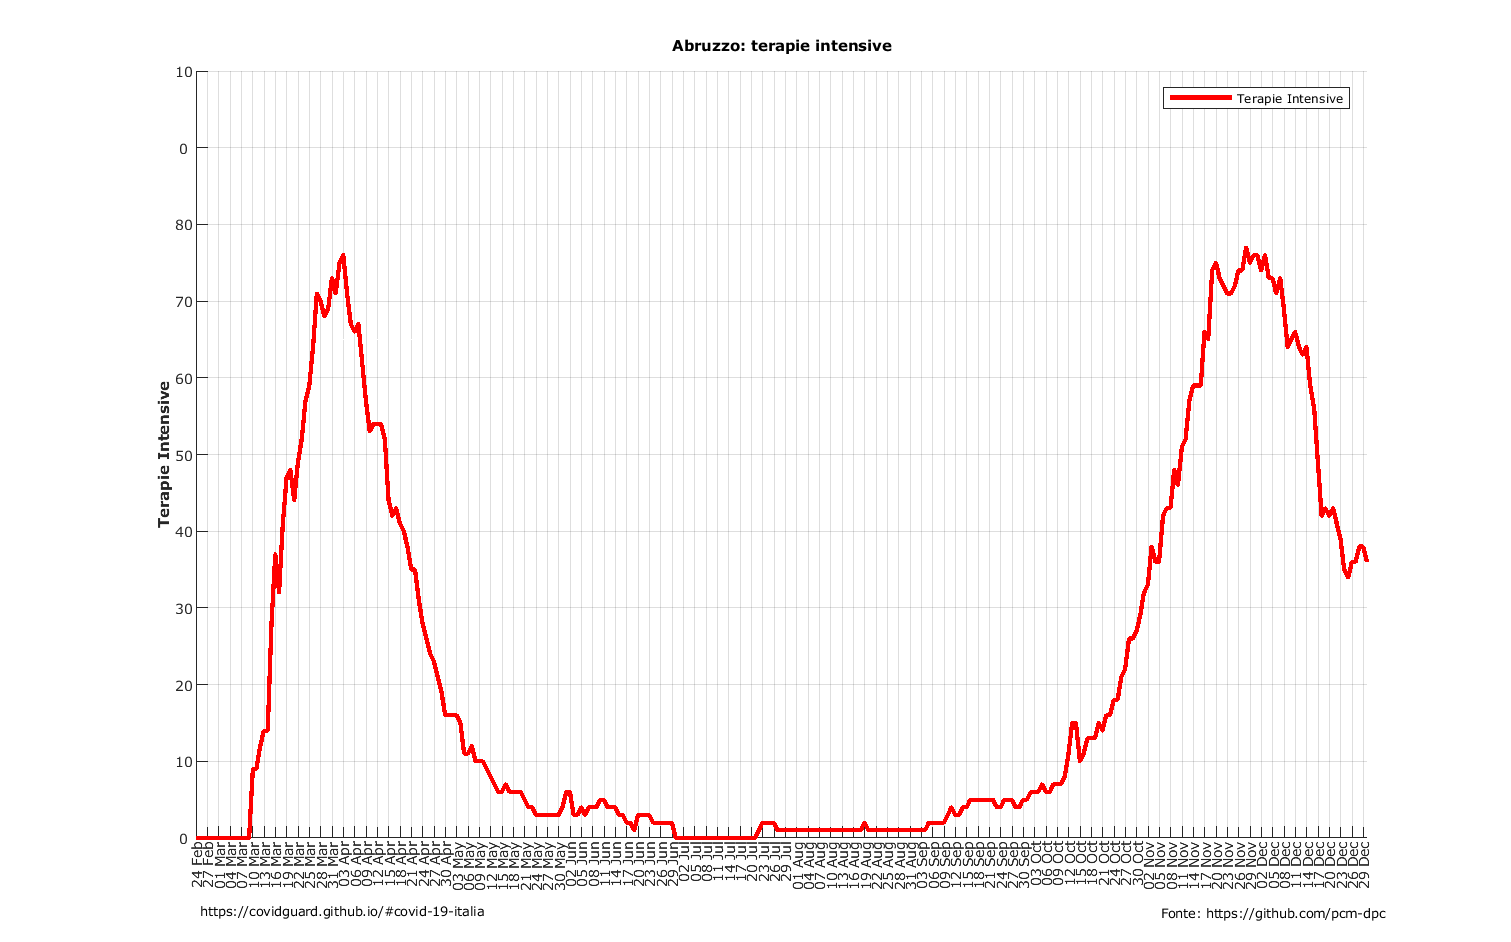 Abruzzo: terapie intensive
Terapie Intensive
10
0
80
70
60
50
40
30
20
10
0
Terapie Intensive
24 Feb
27 Feb
01 Mar
04 Mar
07 Mar
10 Mar
13 Mar
16 Mar
19 Mar
22 Mar
25 Mar
28 Mar
31 Mar
03 Apr
06 Apr
09 Apr
12 Apr
15 Apr
18 Apr
21 Apr
24 Apr
27 Apr
30 Apr
03 May
06 May
09 May
12 May
15 May
18 May
21 May
24 May
27 May
30 May
02 Jun
05 Jun
08 Jun
11 Jun
14 Jun
17 Jun
20 Jun
23 Jun
26 Jun
29 Jun
02 Jul
05 Jul
08 Jul
11 Jul
14 Jul
17 Jul
20 Jul
23 Jul
26 Jul
29 Jul
01 Aug
04 Aug
07 Aug
10 Aug
13 Aug
16 Aug
19 Aug
22 Aug
25 Aug
28 Aug
31 Aug
03 Sep
06 Sep
09 Sep
12 Sep
15 Sep
18 Sep
21 Sep
24 Sep
27 Sep
30 Sep
03 Oct
06 Oct
09 Oct
12 Oct
15 Oct
18 Oct
21 Oct
24 Oct
27 Oct
30 Oct
02 Nov
05 Nov
08 Nov
11 Nov
14 Nov
17 Nov
20 Nov
23 Nov
26 Nov
29 Nov
02 Dec
05 Dec
08 Dec
11 Dec
14 Dec
17 Dec
20 Dec
23 Dec
26 Dec
29 Dec
https://covidguard.github.io/#covid-19-italia
Fonte: https://github.com/pcm-dpc